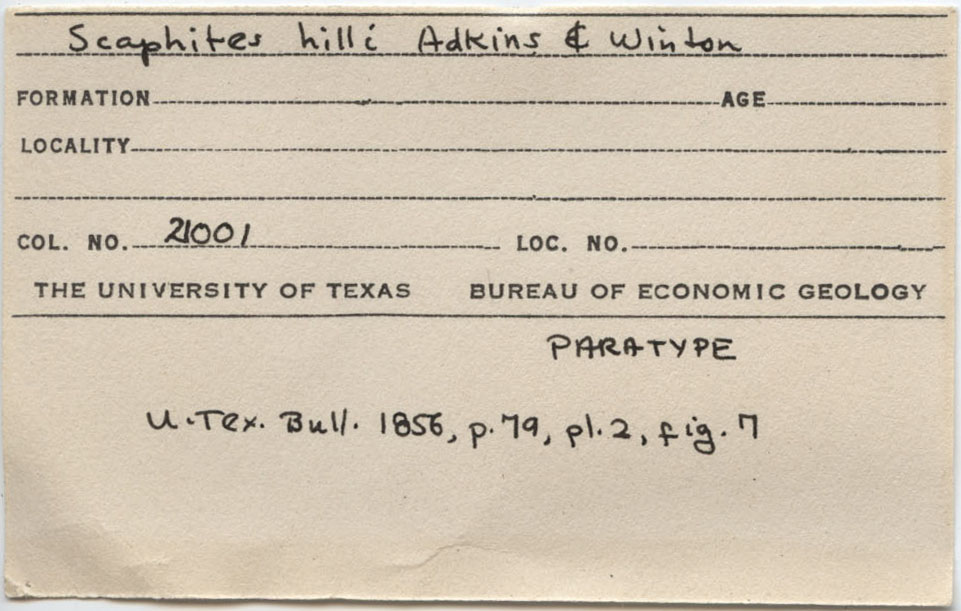 Scaphites hilli Adkins & Winton
FORMATION AGE
LOCALITY
COL. NO. 21001 LOC. NO.
THE UNIVERSITY OF TEXAS BUREAU OF ECONOMIC GEOLOGY
PARATYPE
U. Tex. Bull. 1856, p. 79, pl. 2, fig. 7